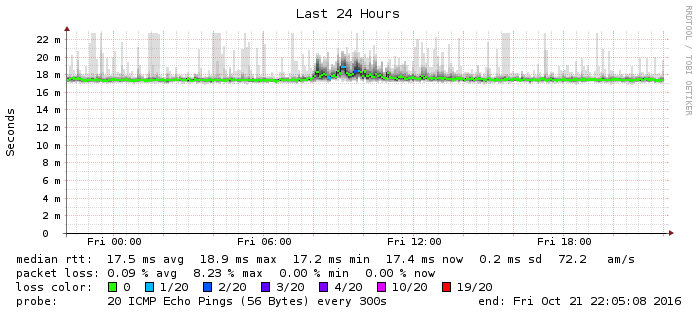 Last 24 Hours
RRDTOOL / TOBI OETIKER
Seconds
22 m
20 m
18 m
16 m
14 m
12 m
10 m
8 m
6 m
4 m
2 m
0
Fri 00:00 Fri 06:00 Fri 12:00 Fri 18:00
median rtt: 17.5 ms avg 18.9 ms max 17.2 ms min 17.4 ms now 0.2 ms sd 72.2 am/s
packet loss: 0.09 % avg 8.23 % max 0.00 % min 0.00 % now
loss color: 0 1/20 2/20 3/20 4/20 10/20 19/20
probe: 20 ICMP Echo Pings (56 Bytes) every 300s end: Fri Oct 21 22:05:08 2016